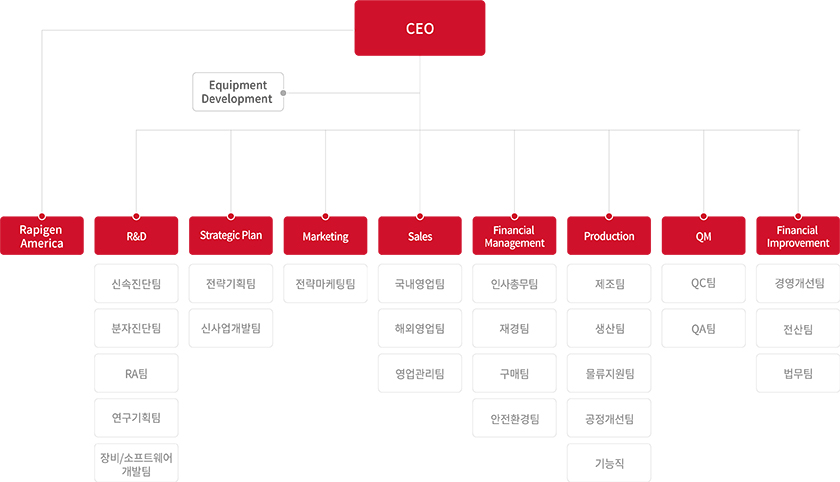 CEO
Equipment
Development
Rapigen
America
R&D
Strategic Plan
Marketing
Sales
Financial
Management
Production
QM
Financial
Improvement
신속진단팀
전략기획팀
전략마케팅팀
국내영업팀
인사총무팀
제조팀
QC팀
경영개선팀
분자진단팀
신사업개발팀
해외영업팀
재경팀
생산팀
QA팀
전산팀
RA팀
영업관리팀
구매팀
물류지원팀
법무팀
연구기획팀
안전환경팀
공정개선팀
장비/소프트웨어
개발팀
기능직